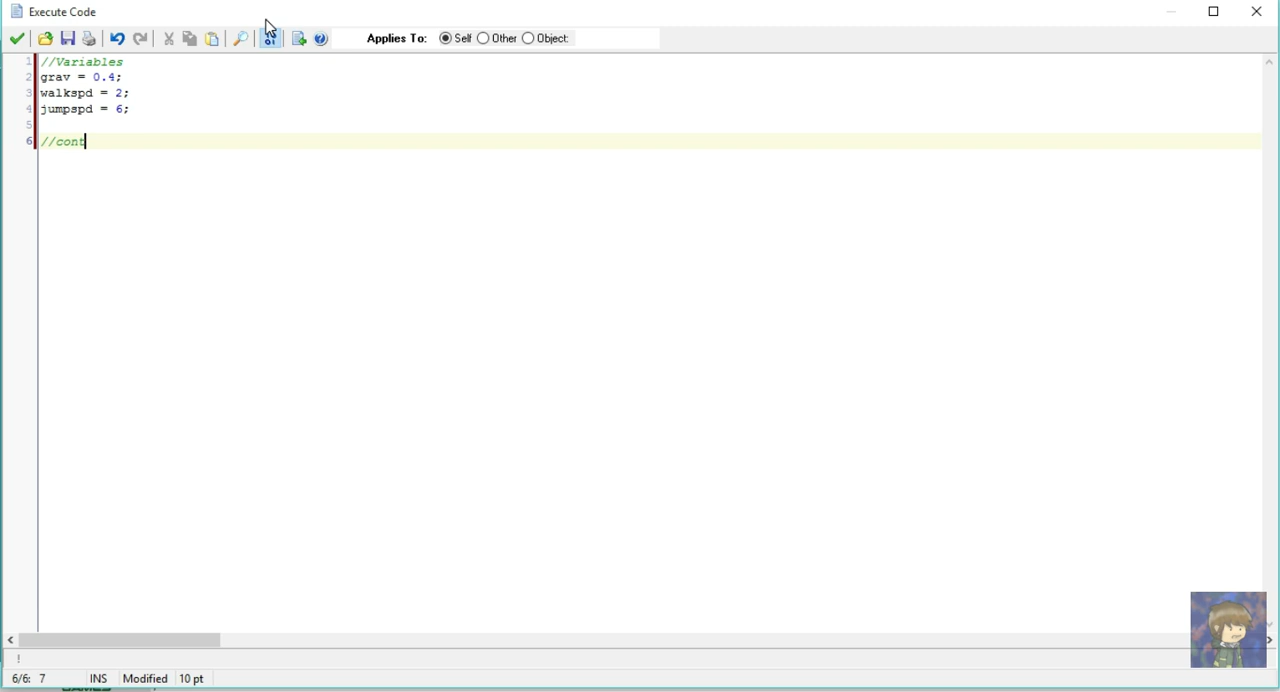 Execute Code
Applies To: Self Other Object:
1 //Variables
2 grav = 0.4;
3 walkspd = 2;
4 jumpspd = 6;
5
6 //cont
!
6/6: 7 INS Modified 10 pt